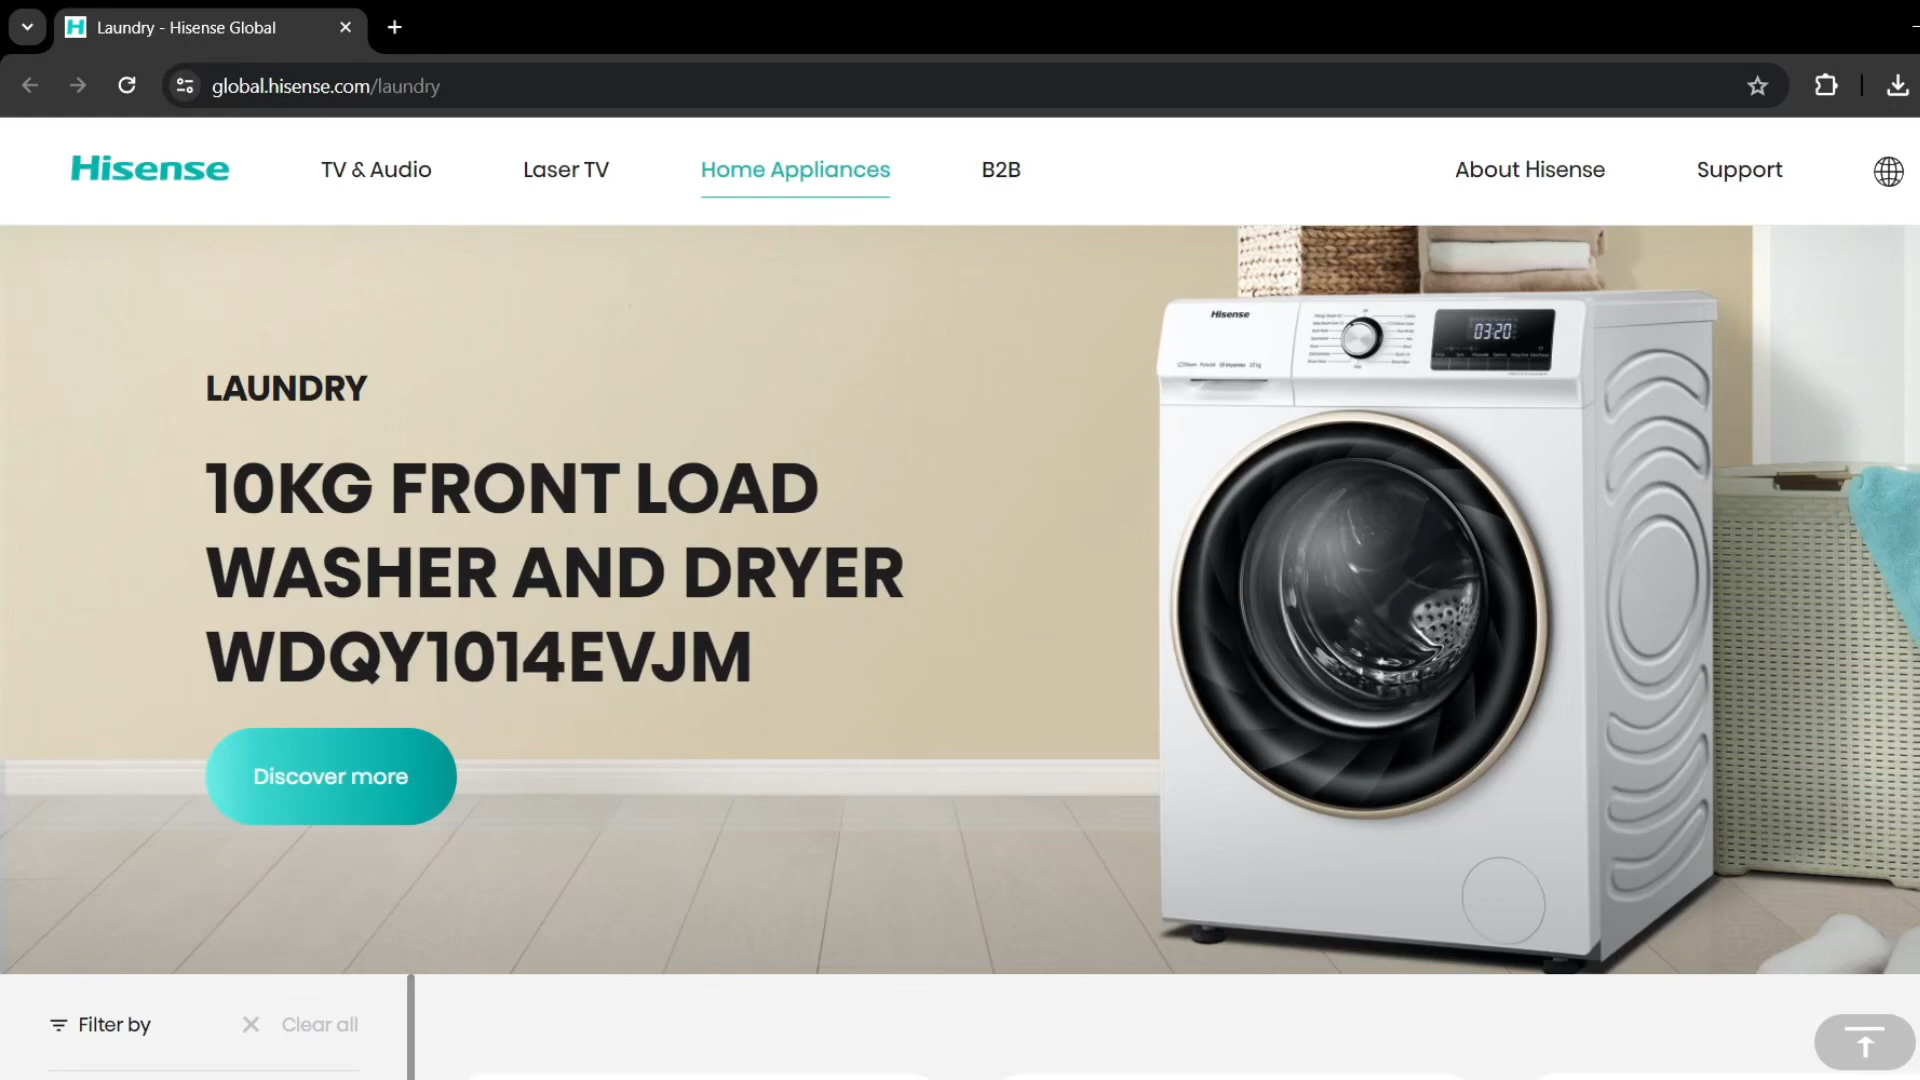 Laundry - Hisense Global
global.hisense.com/laundry
Hisense
TV & Audio
Laser TV
Home Appliances
B2B
About Hisense
Support
LAUNDRY
10KG FRONT LOAD
WASHER AND DRYER
WDQY1014EVJM
Discover more
Hisense
03:20
Filter by
Clear all